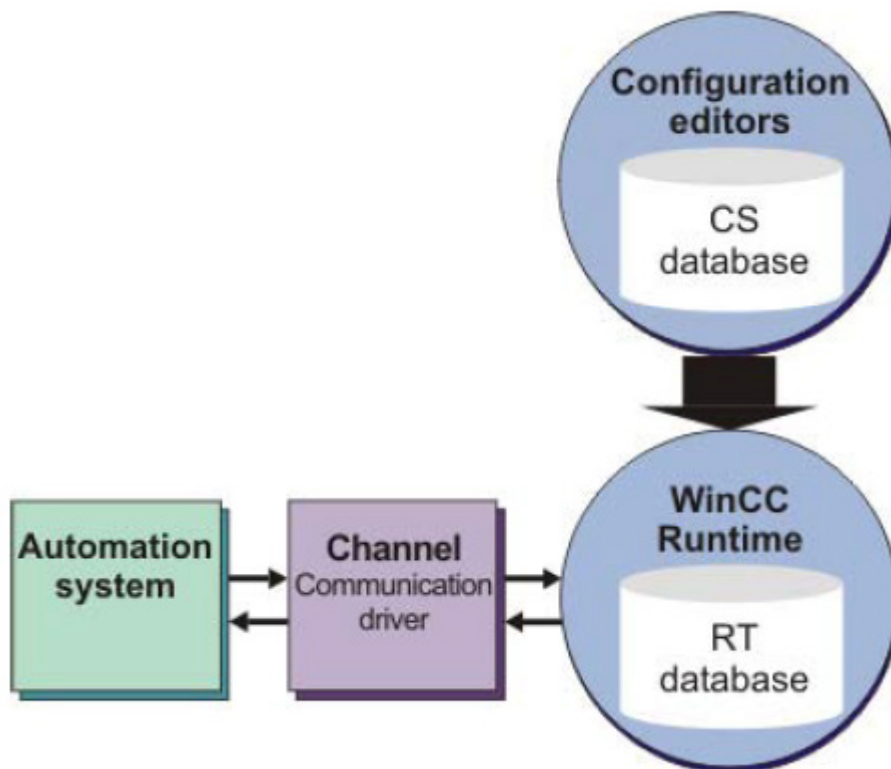 Configuration
editors
CS
database
WinCC
Runtime
RT
database
Automation
system
Channel
Communication
driver